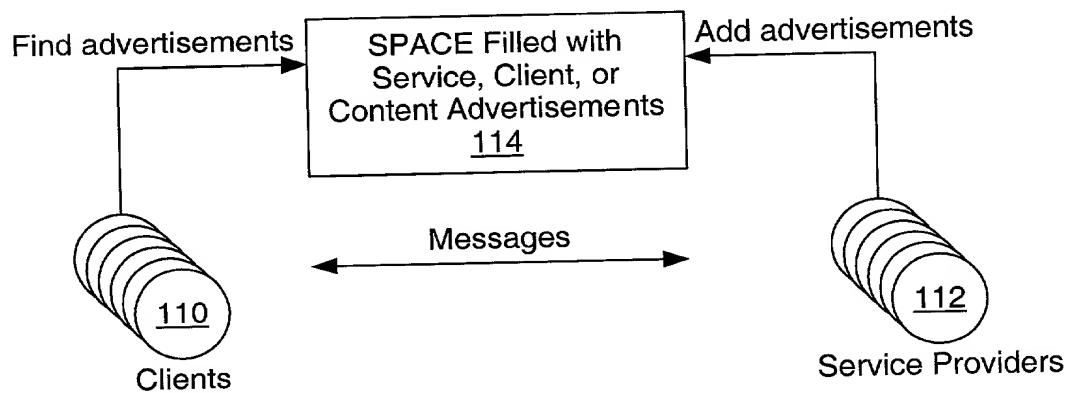 Find advertisements
SPACE Filled with
Service, Client, or
Content Advertisements
114
Add advertisements
Messages
110
Clients
112
Service Providers